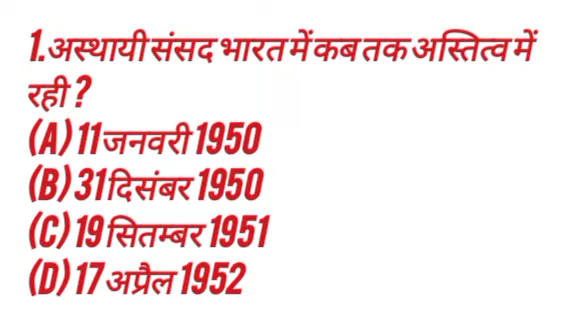 1.अस्थायी संसद भारत में कब तक अस्तित्व में
रही ?
(A) 11 जनवरी 1950
(B) 31 दिसंबर 1950
(C) 19 सितम्बर 1951
(D) 17 अप्रैल 1952